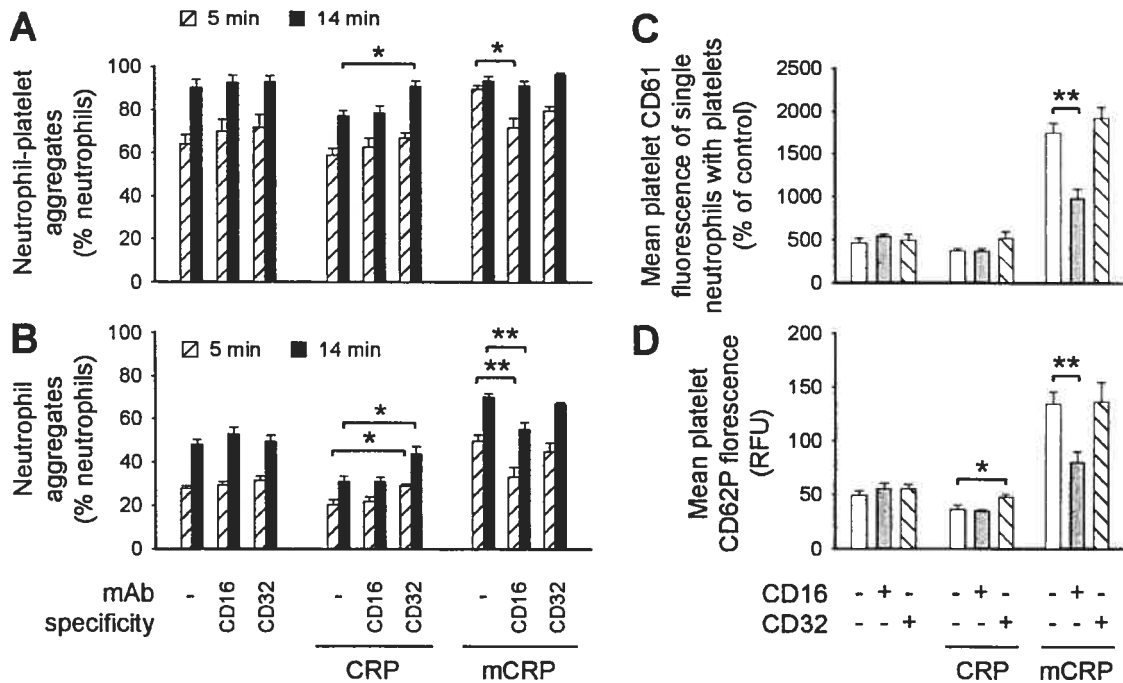 A
5 min 14 min
Neutrophil-platelet
aggregates
(% neutrophils)
100
80
60
40
20
0
*
*
B
5 min 14 min
Neutrophil
aggregates
(% neutrophils)
100
80
60
40
20
0
*
*
**
**
mAb
specificity
- CD16 CD32 - CD16 CD32 - CD16 CD32
CRP mCRP
C
Mean platelet CD61
fluorescence of single
neutrophils with platelets
(% of control)
2500
2000
1500
1000
500
0
**
D
Mean platelet
CD62P florescence
(RFU)
200
150
100
50
0
*
**
CD16 - + - - + - - + -
CD32 - - + - - + - - +
CRP mCRP